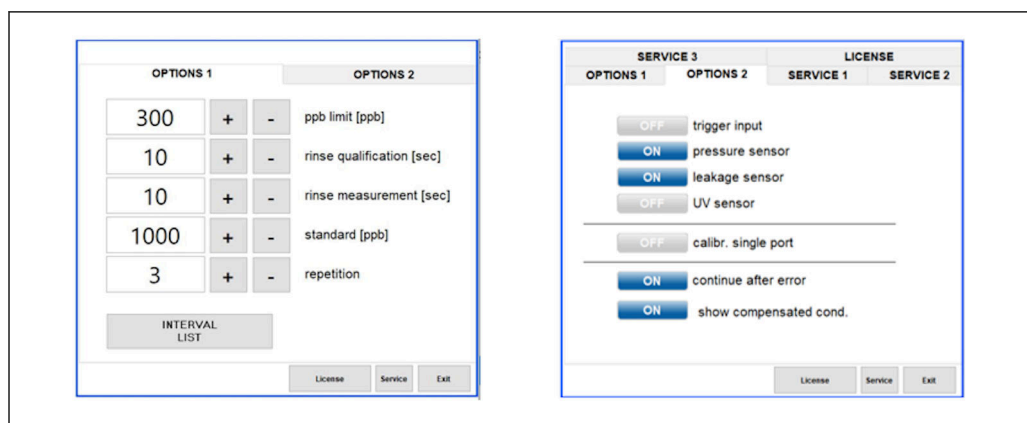 OPTIONS 1
OPTIONS 2
300 + - ppb limit [ppb]
10 + - rinse qualification [sec]
10 + - rinse measurement [sec]
1000 + - standard [ppb]
3 + - repetition
INTERVAL
LIST
License Service Exit
SERVICE 3 LICENSE
OPTIONS 1 OPTIONS 2 SERVICE 1 SERVICE 2
OFF trigger input
ON pressure sensor
ON leakage sensor
OFF UV sensor
OFF calibr. single port
ON continue after error
ON show compensated cond.
License Service Exit